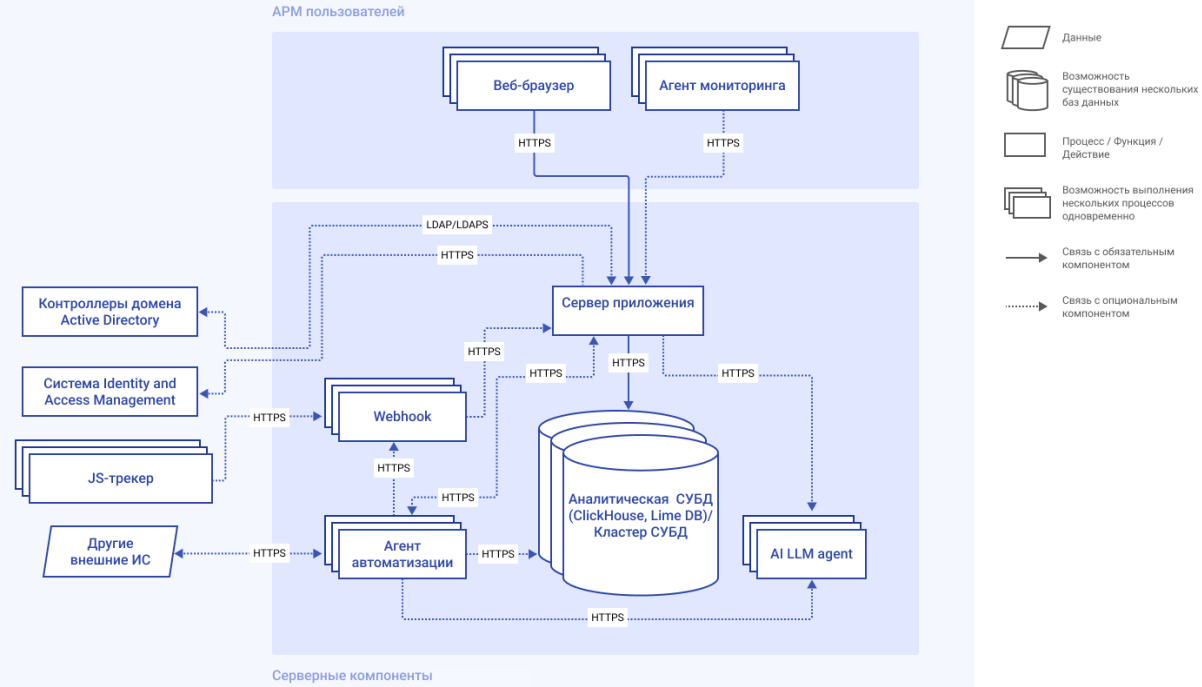 АРМ пользователей
Веб-браузер
Агент мониторинга
HTTPS
HTTPS
LDAP/LDAPS
HTTPS
Контроллеры домена
Active Directory
Сервер приложения
HTTPS
HTTPS
HTTPS
HTTPS
Система Identity and
Access Management
HTTPS
Webhook
JS-трекер
HTTPS
HTTPS
Аналитическая СУБД
(ClickHouse, Lime DB)/
Кластер СУБД
Другие
внешние ИС
HTTPS
Агент
автоматизации
HTTPS
AI LLM agent
HTTPS
Серверные компоненты
Данные
Возможность
существования нескольких
баз данных
Процесс / Функция /
Действие
Возможность выполнения
нескольких процессов
одновременно
Связь с обязательным
компонентом
Связь с опциональным
компонентом